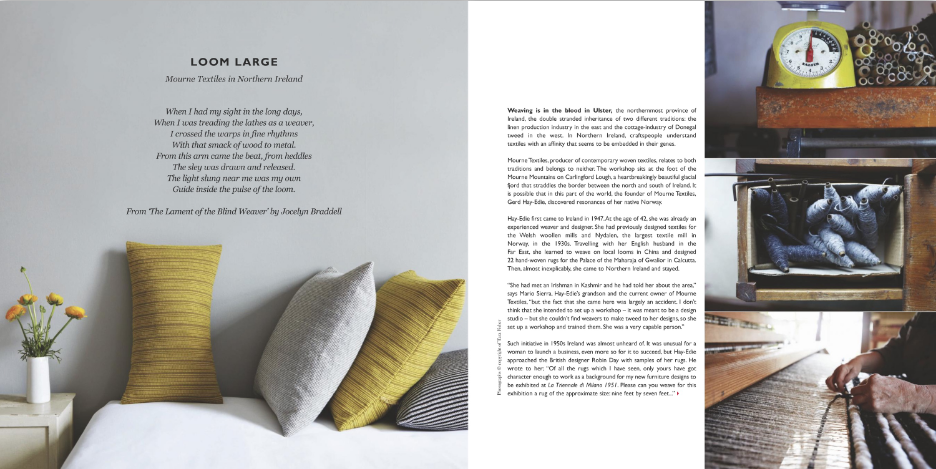 LOOM LARGE
Mourne Textiles in Northern Ireland
When I had my sight in the long days,
When I was treading the lathes as a weaver,
I crossed the warps in fine rhythms
With that smack of wood to metal.
From this arm came the beat, from heddles
The sley was drawn and released.
The light slung near me was my own
Guide inside the pulse of the loom.
From ‘The Lament of the Blind Weaver’ by Jocelyn Braddell
Weaving is in the blood in Ulster, the northernmost province of
Ireland, the double stranded inheritance of two different traditions: the
linen production industry in the east and the cottage-industry of Donegal
tweed in the west. In Northern Ireland, craftspeople understand
textiles with an affinity that seems to be embedded in their genes.
Mourne Textiles, producer of contemporary woven textiles, relates to both
traditions and belongs to neither. The workshop sits at the foot of the
Mourne Mountains on Carlingford Lough, a heartbreakingly beautiful glacial
fjord that straddles the border between the north and south of Ireland. It
is possible that in this part of the world, the founder of Mourne Textiles,
Gerd Hay-Edie, discovered resonances of her native Norway.
Hay-Edie first came to Ireland in 1947. At the age of 42, she was already an
experienced weaver and designer. She had previously designed textiles for
the Welsh woollen mills and Nydalen, the largest textile mill in
Norway, in the 1930s. Travelling with her English husband in the
Far East, she learned to weave on local looms in China and designed
22 hand-woven rugs for the Palace of the Maharaja of Gwalior in Calcutta.
Then, almost inexplicably, she came to Northern Ireland and stayed.
“She had met an Irishman in Kashmir and he had told her about the area,”
says Mario Sierra, Hay-Edie’s grandson and the current owner of Mourne
Textiles, “but the fact that she came here was largely an accident. I don’t
think that she intended to set up a workshop – it was meant to be a design
studio – but she couldn’t find weavers to make tweed to her designs, so she
set up a workshop and trained them. She was a very capable person.”
Such initiative in 1950s Ireland was almost unheard of. It was unusual for a
woman to launch a business, even more so for it to succeed, but Hay-Edie
approached the British designer Robin Day with samples of her rugs. He
wrote to her: “Of all the rugs which I have seen, only yours have got
character enough to work as a background for my new furniture designs to
be exhibited at La Triennale di Milano 1951. Please can you weave for this
exhibition a rug of the approximate size: nine feet by seven feet...”